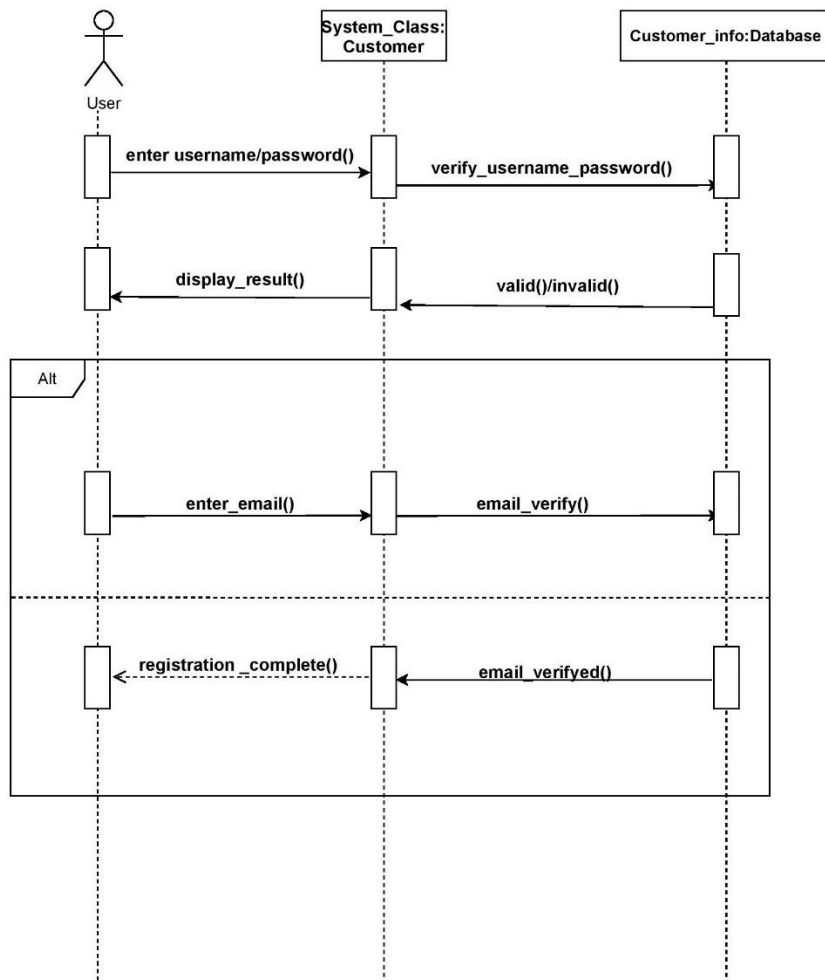 System_Class:
Customer
Customer_info:Database
User
enter username/password()
verify_username_password()
display_result()
valid()/invalid()
Alt
enter_email()
email_verify()
registration _complete()
email_verifyed()